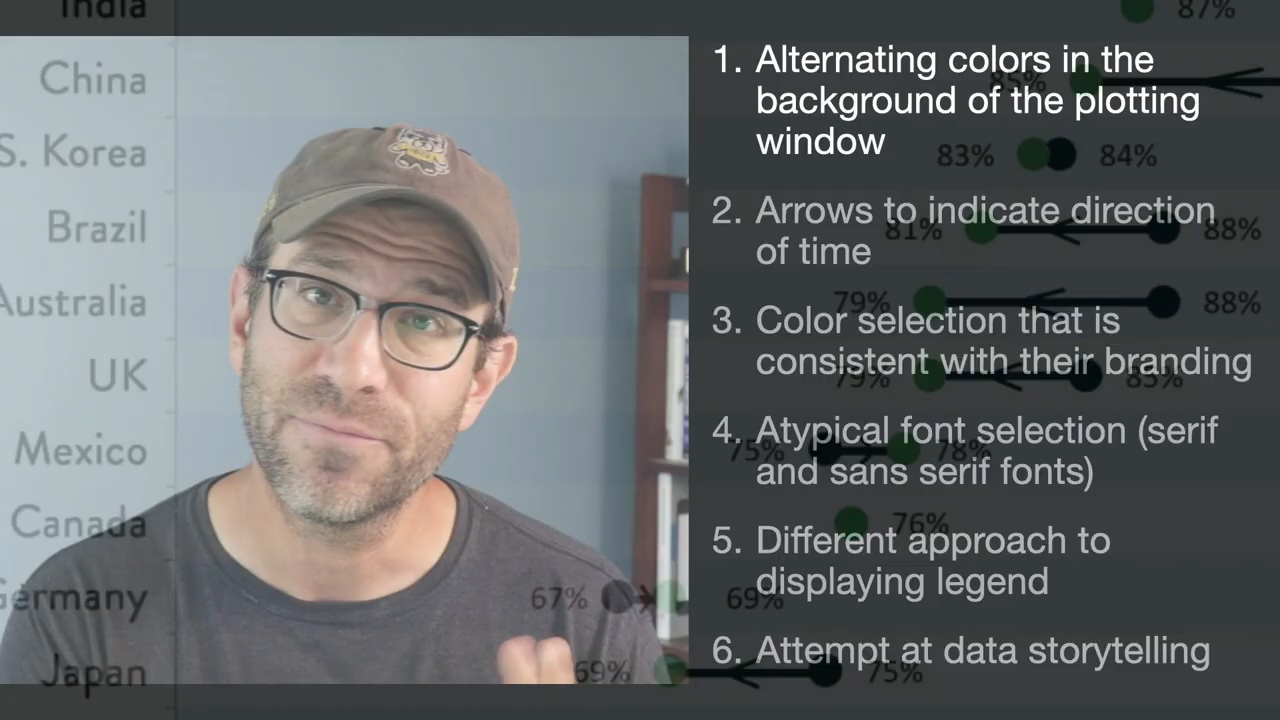 India
87%
China
85%
S. Korea
83%
84%
Brazil
81%
88%
Australia
79%
88%
UK
79%
85%
Mexico
75%
78%
Canada
76%
Germany
67%
69%
Japan
69%
75%
1. Alternating colors in the
background of the plotting
window
2. Arrows to indicate direction
of time
3. Color selection that is
consistent with their branding
4. Atypical font selection (serif
and sans serif fonts)
5. Different approach to
displaying legend
6. Attempt at data storytelling